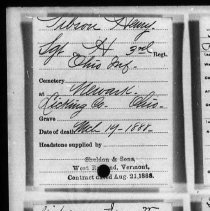 Gibson Henry.
Sgt. H 3rd Regt.
Ohio Inf.
Cemetery
at Newark.
Licking Co. Ohio.
Grave
Date of death Mch. 19-1888.
Headstone supplied by
Sheldon & Sons,
West Rutland, Vermont.
Contract dated Aug. 21, 1888.